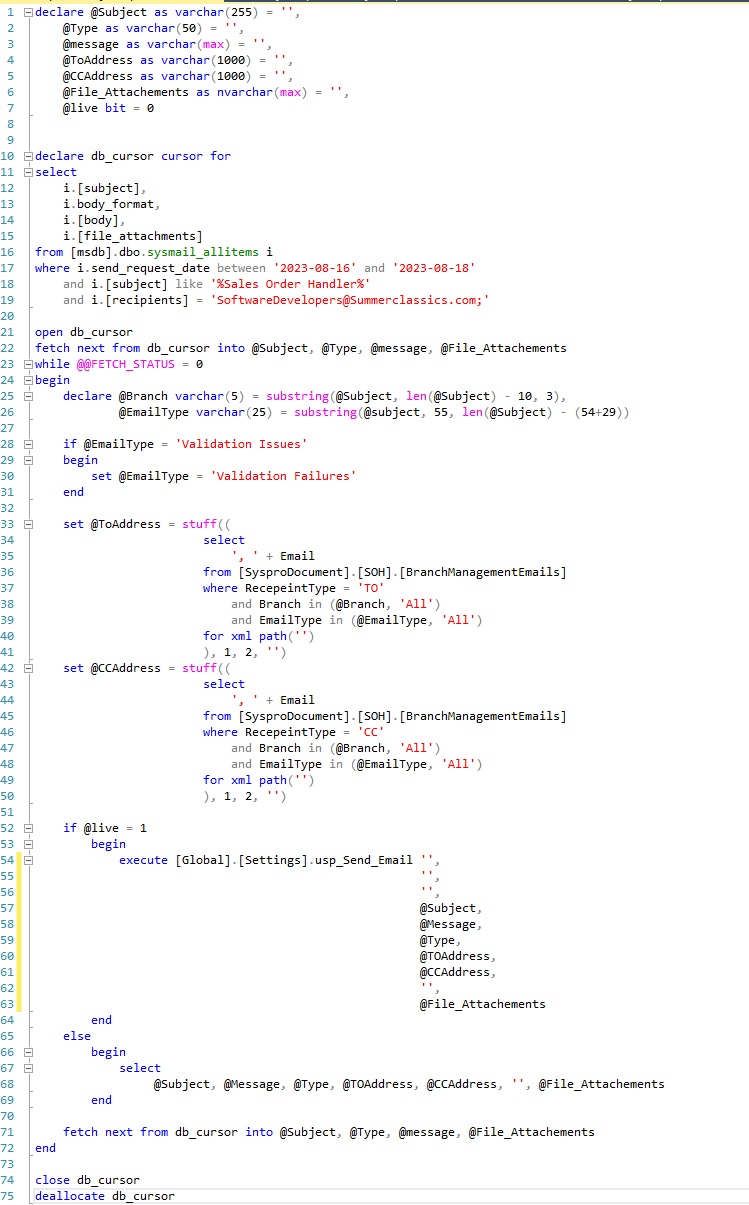 1 declare @Subject as varchar(255) = '',
2 @Type as varchar(50) = '',
3 @message as varchar(max) = '',
4 @ToAddress as varchar(1000) = '',
5 @CCAddress as varchar(1000) = '',
6 @File_Attachements as nvarchar(max) = '',
7 @live bit = 0
8
9
10 declare db_cursor cursor for
11 select
12 i.[subject],
13 i.body_format,
14 i.[body],
15 i.[file_attachments]
16 from [msdb].dbo.sysmail_allitems i
17 where i.send_request_date between '2023-08-16' and '2023-08-18'
18 and i.[subject] like '%Sales Order Handler%'
19 and i.[recipients] = 'SoftwareDevelopers@Summerclassics.com;'
20
21 open db_cursor
22 fetch next from db_cursor into @Subject, @Type, @message, @File_Attachements
23 while @@FETCH_STATUS = 0
24 begin
25 declare @Branch varchar(5) = substring(@Subject, len(@Subject) - 10, 3),
26 @EmailType varchar(25) = substring(@subject, 55, len(@Subject) - (54+29))
27
28 if @EmailType = 'Validation Issues'
29 begin
30 set @EmailType = 'Validation Failures'
31 end
32
33 set @ToAddress = stuff((
34 select
35 ', ' + Email
36 from [SysproDocument].[SOH].[BranchManagementEmails]
37 where RecepeintType = 'TO'
38 and Branch in (@Branch, 'All')
39 and EmailType in (@EmailType, 'All')
40 for xml path('')
41 ), 1, 2, '')
42 set @CCAddress = stuff((
43 select
44 ', ' + Email
45 from [SysproDocument].[SOH].[BranchManagementEmails]
46 where RecepeintType = 'CC'
47 and Branch in (@Branch, 'All')
48 and EmailType in (@EmailType, 'All')
49 for xml path('')
50 ), 1, 2, '')
51
52 if @live = 1
53 begin
54 execute [Global].[Settings].usp_Send_Email '',
55 '',
56 '',
57 @Subject,
58 @Message,
59 @Type,
60 @TOAddress,
61 @CCAddress,
62 '',
63 @File_Attachements
64 end
65 else
66 begin
67 select
68 @Subject, @Message, @Type, @TOAddress, @CCAddress, '', @File_Attachements
69 end
70
71 fetch next from db_cursor into @Subject, @Type, @message, @File_Attachements
72 end
73
74 close db_cursor
75 deallocate db_cursor